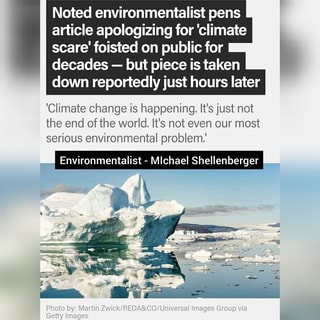 Noted environmentalist pens
article apologizing for 'climate
scare' foisted on public for
decades — but piece is taken
down reportedly just hours later
'Climate change is happening. It's just not
the end of the world. It's not even our most
serious environmental problem.'
Environmentalist - MIchael Shellenberger
Photo by: Martin Zwick/REDA&CO/Universal Images Group via
Getty Images